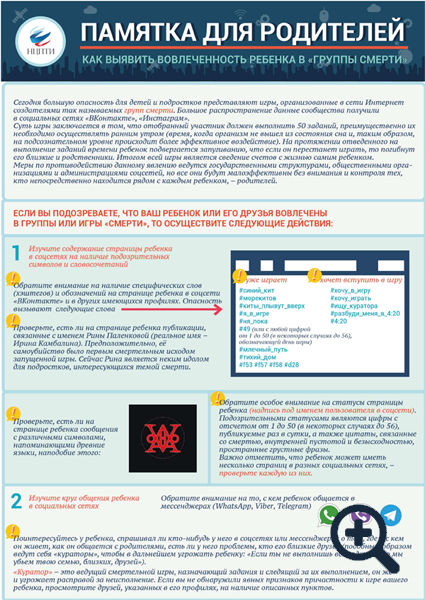 НЦПТИ
ПАМЯТКА ДЛЯ РОДИТЕЛЕЙ
КАК ВЫЯВИТЬ ВОВЛЕЧЕННОСТЬ РЕБЕНКА В «ГРУППЫ СМЕРТИ»
Сегодня большую опасность для детей и подростков представляют игры, организованные в сети Интернет
создателями так называемых групп смерти. Большое распространение данные сообщества получили
в социальных сетях «ВКонтакте», «Инстаграм».
Суть игры заключается в том, что отобранный участник должен выполнить 50 заданий, преимущественно их
необходимо осуществлять ранним утром (время, когда организм не вышел из состояния сна и, таким образом,
на подсознательном уровне происходит более эффективное воздействие). На протяжении отведенного на
выполнение заданий времени ребенок подвергается запугиванию, что если он перестанет играть, то погибнут
его близкие и родственники. Итогом всей игры является сведение счетов с жизнью самим ребенком.
Меры по противодействию данному явлению ведутся государственными структурами, общественными орга-
низациями и администрациями соцсетей, но все они будут малоэффективны без внимания и контроля тех,
кто непосредственно находится рядом с каждым ребенком, – родителей.
ЕСЛИ ВЫ ПОДОЗРЕВАЕТЕ, ЧТО ВАШ РЕБЕНОК ИЛИ ЕГО ДРУЗЬЯ ВОВЛЕЧЕНЫ
В ГРУППЫ ИЛИ ИГРЫ «СМЕРТИ», ТО ОСУЩЕСТВИТЕ СЛЕДУЮЩИЕ ДЕЙСТВИЯ:
1 Изучите содержание страницы ребенка
в соцсетях на наличие подозрительных
символов и словосочетаний
Обратите внимание на наличие специфических слов
(хэштегов) и обозначений на странице ребенка в соцсети
«ВКонтакте» и в других имеющихся профилях. Опасность
вызывают следующие слова
Проверьте, есть ли на странице ребенка публикации,
связанные с именем Рины Паленковой (реальное имя –
Ирина Камбалина). Предположительно, её
самоубийство было первым смертельным исходом
запущенной игры. Сейчас Рина является неким идолом
для подростков, интересующихся темой смерти.
уже играет
#синий_кит
#морекитов
#киты_плывут_вверх
#я_в_игре
#ня_пока
#49 (или с любой цифрой
от 1 до 50 (в некоторых случаях до 56),
обозначающей день игры)
#млечный_путь
#тихий_дом
#f53 #f57 #f58 #d28
хочет вступить в игру
#хочу_в_игру
#хочу_играть
#ищу_куратора
#разбуди_меня_в_4:20
#4:20
Проверьте, есть ли на
странице ребенка сообщения
с различными символами,
напоминающими древние
языки, наподобие этого:
Обратите особое внимание на статусы страницы
ребенка (надпись под именем пользователя в соцсети).
Подозрительными статусами являются цифры с
отсчетом от 1 до 50 (в некоторых случаях до 56),
публикуемых раз в сутки, а также цитаты, связанные
со смертью, внутренней пустотой и безысходностью,
пространные грустные фразы.
Важно отметить, что ребенок может иметь
несколько страниц в разных социальных сетях, –
проверьте каждую из них.
2 Изучите круг общения ребенка
в социальных сетях
Обратите внимание на то, с кем ребенок общается в
мессенджерах (WhatsApp, Viber, Telegram)
Поинтересуйтесь у ребенка, спрашивал ли кто-нибудь у него в соцсетях или мессенджерах о том, где, с кем
он живет, как он общается с родителями, есть ли у него проблемы, кто его близкие друзья.
ведут себя «кураторы», чтобы в дальнейшем угрожать ребенку: «Если ты не выполнишь
убьем твою семью, близких, друзей»).
«Куратор» – это ведущий смертельной игры, назначающий задания и следящий за их выполнением, он же
и угрожает расправой за неисполнение. Если вы не обнаружили явных признаков причастности к игре вашего
ребенка, просмотрите друзей, указанных в его профилях, на наличие описанных пунктов.